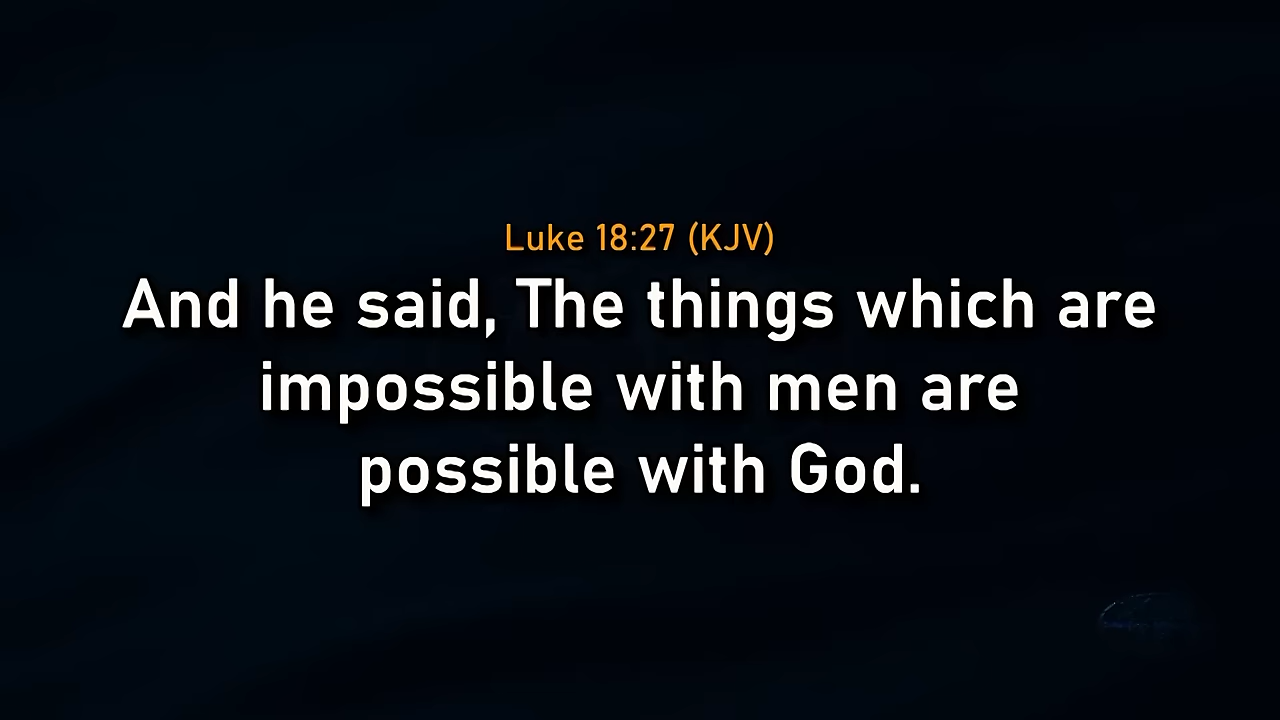 Luke 18:27 (KJV)
And he said, The things which are
impossible with men are
possible with God.